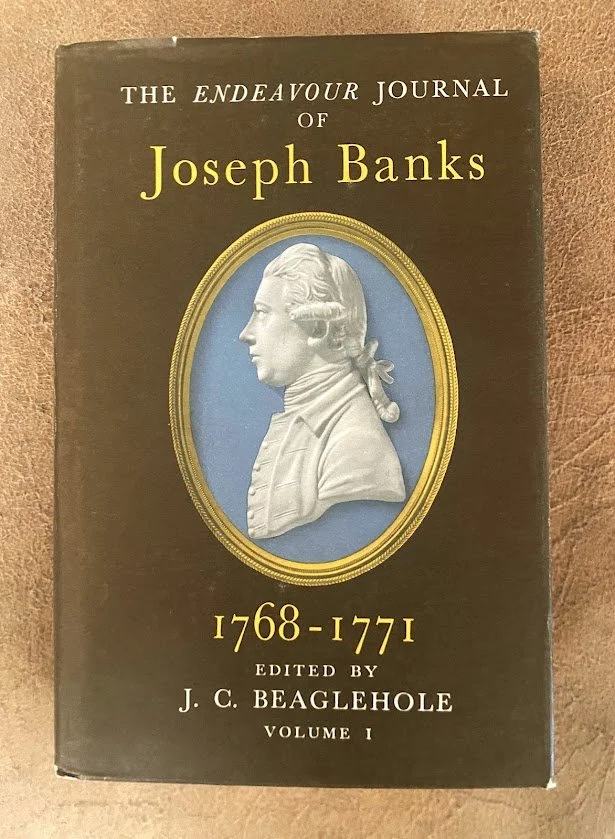 THE ENDEAVOUR JOURNAL
OF
Joseph Banks
1768-1771
EDITED BY
J. C. BEAGLEHOLE
VOLUME I